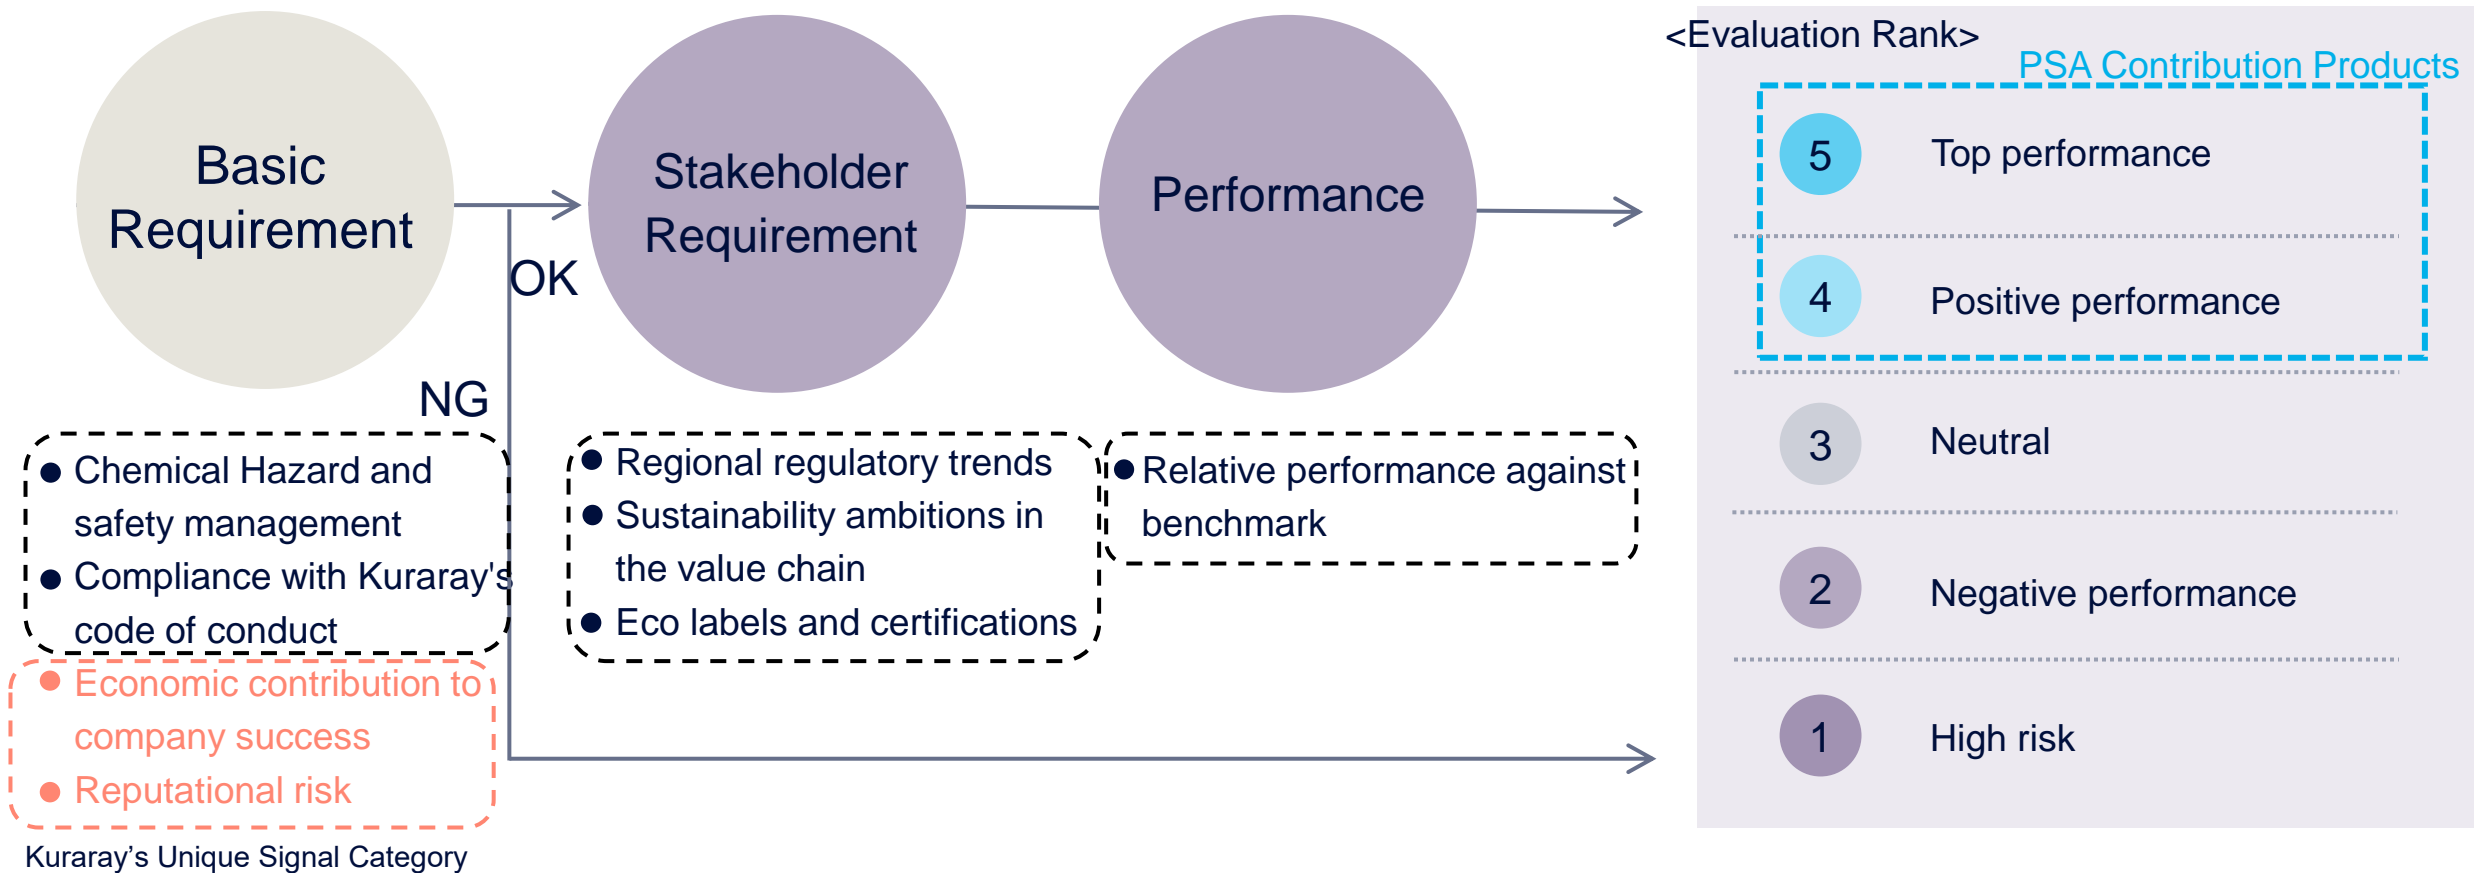 Basic
Requirement
OK
NG
Stakeholder
Requirement
Performance
● Chemical Hazard and
safety management
● Compliance with Kuraray's
code of conduct
● Economic contribution to
company success
● Reputational risk
Kuraray’s Unique Signal Category
● Regional regulatory trends
● Sustainability ambitions in
the value chain
● Eco labels and certifications
● Relative performance against
benchmark
<Evaluation Rank>
PSA Contribution Products
5 Top performance
4 Positive performance
3 Neutral
2 Negative performance
1 High risk